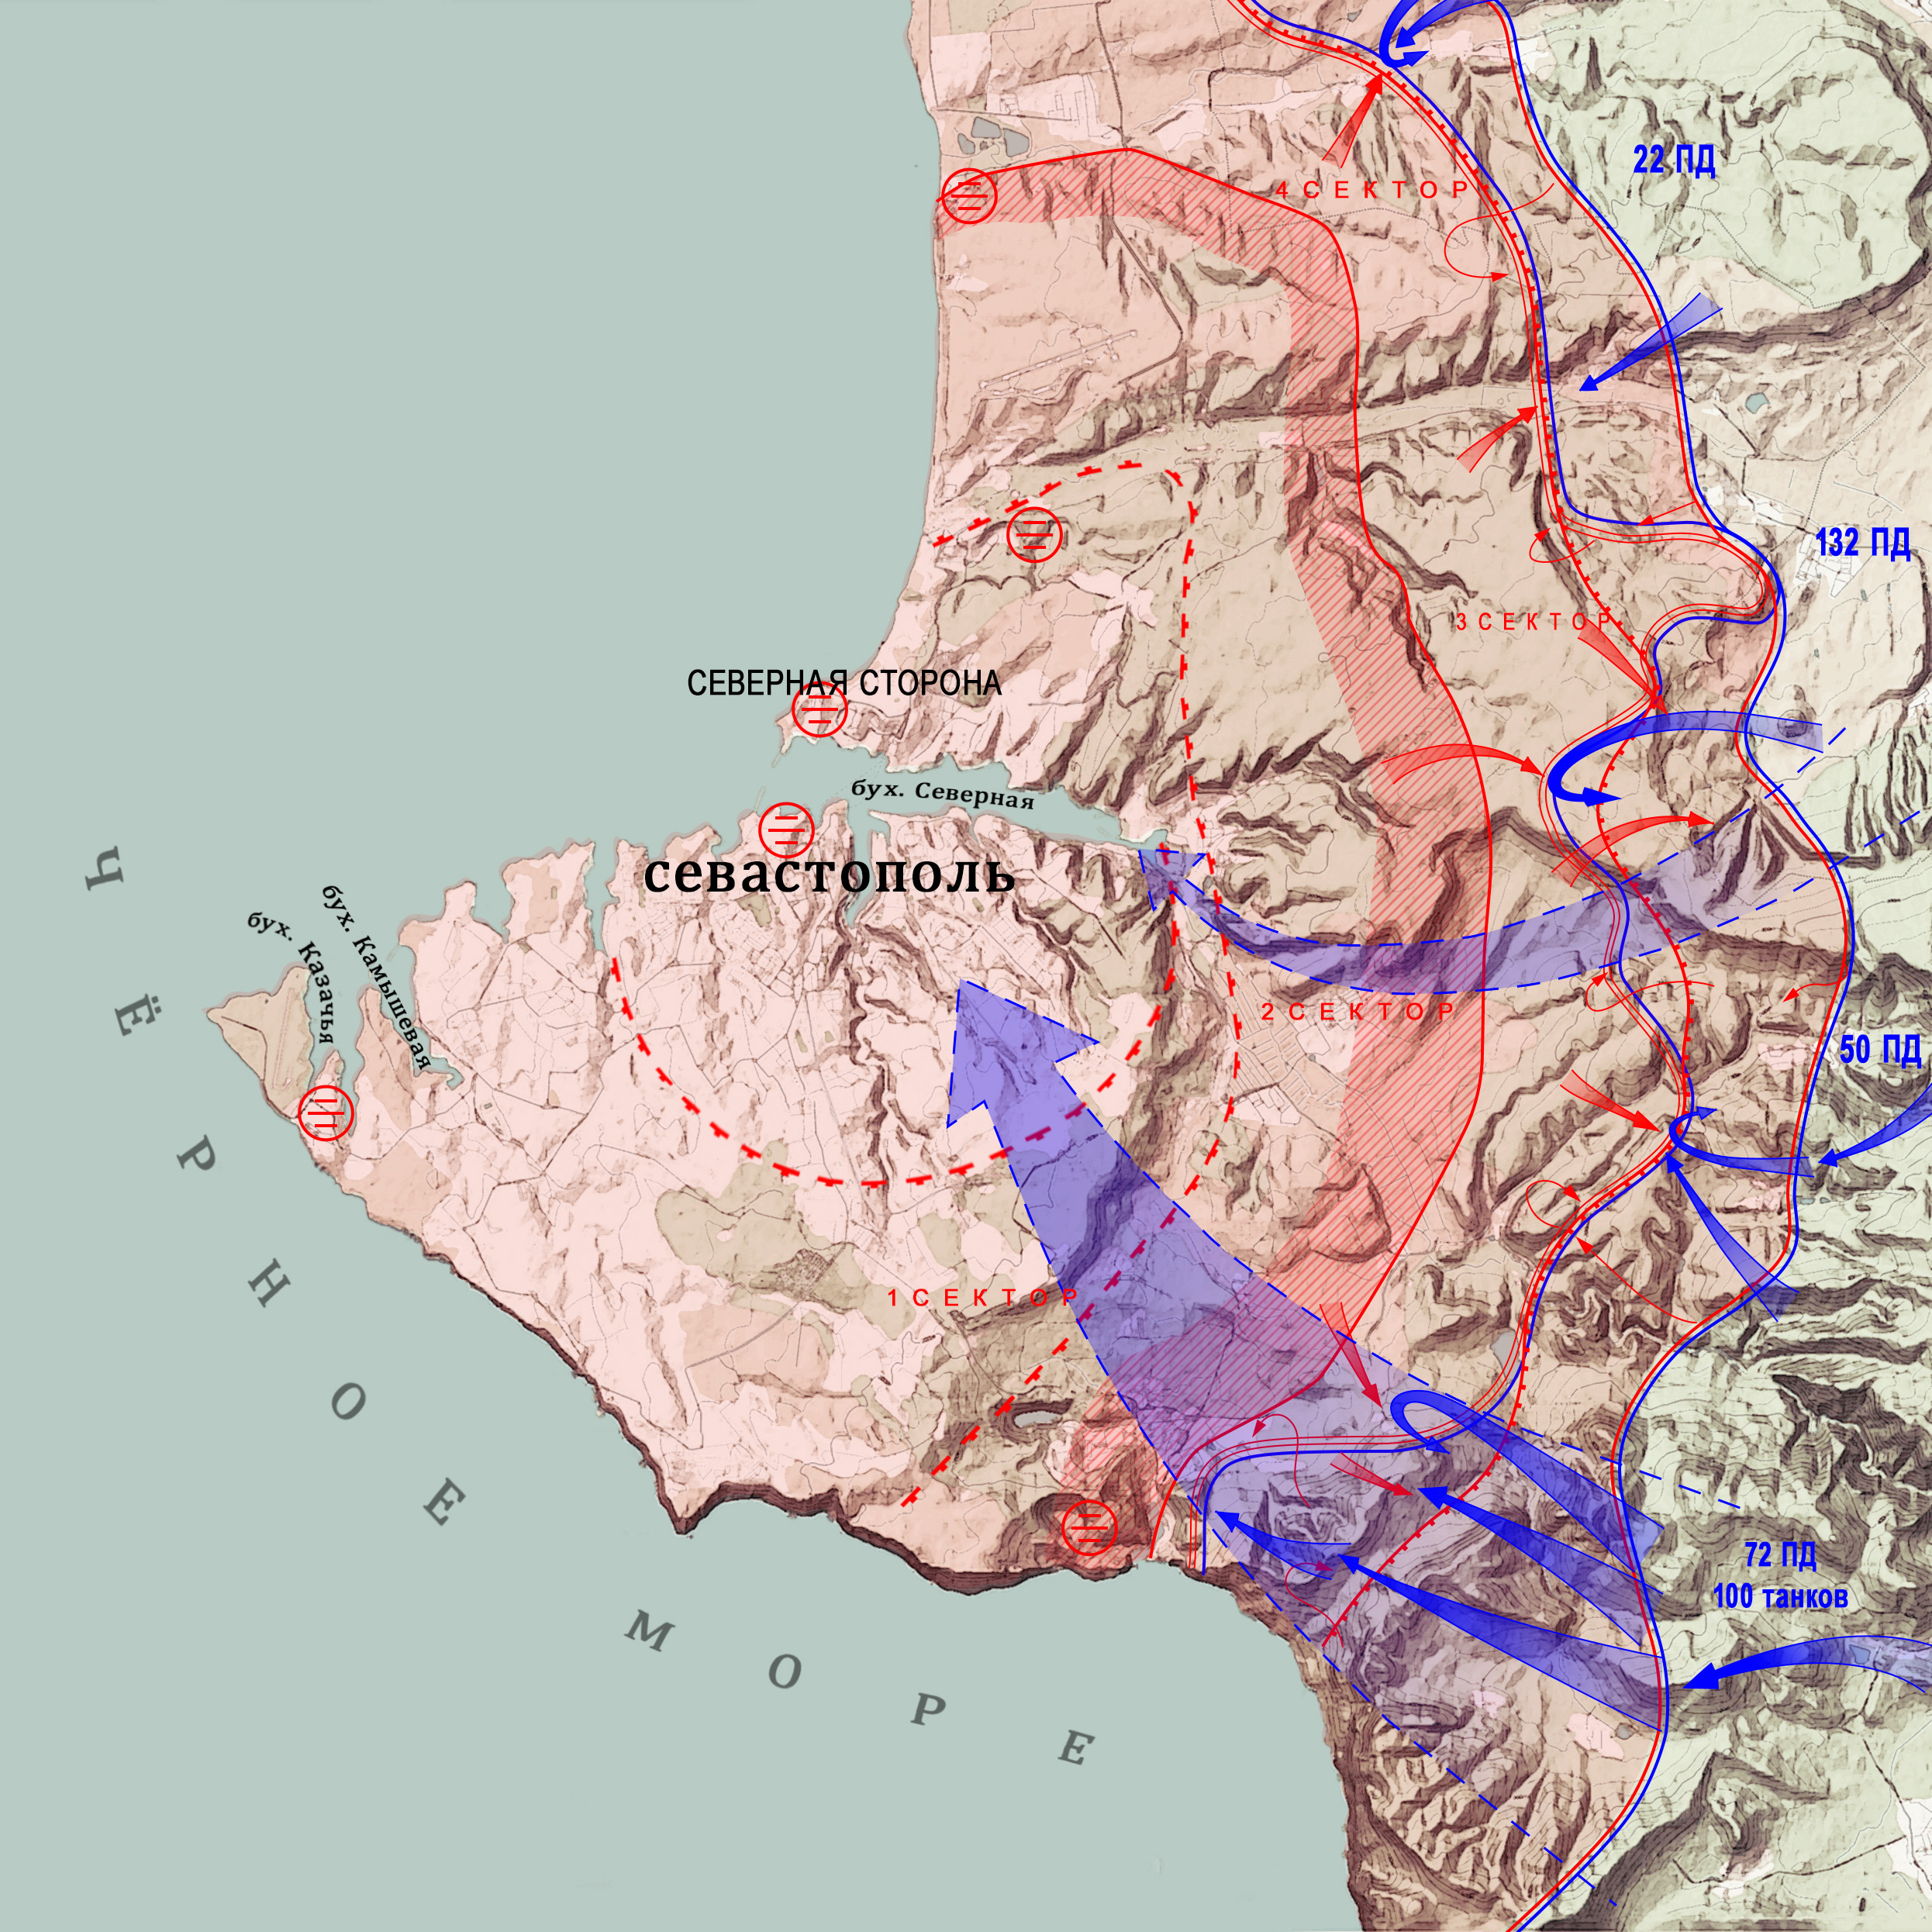 22 ПД
4 СЕКТОР
132 ПД
3 СЕКТОР
СЕВЕРНАЯ СТОРОНА
бух. Северная
севастополь
бух. Камышевая
бух. Казачья
2 СЕКТОР
50 ПД
1 СЕКТОР
ЧЁРНОЕ МОРЕ
72 ПД
100 танков